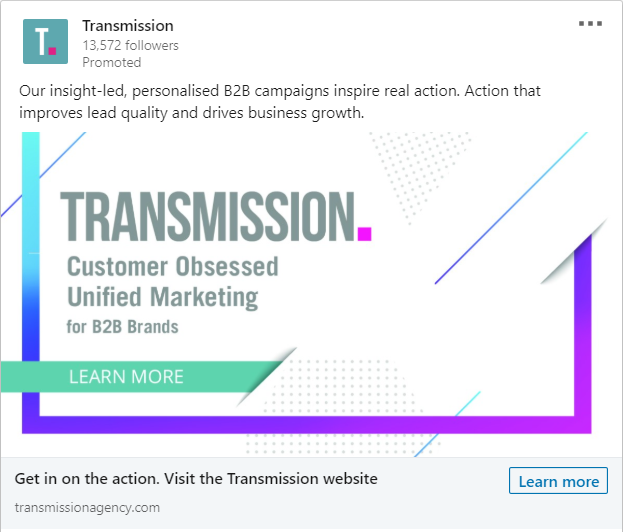 T.
Transmission
13,572 followers
Promoted
Our insight-led, personalised B2B campaigns inspire real action. Action that
improves lead quality and drives business growth.
TRANSMISSION.
Customer Obsessed
Unified Marketing
for B2B Brands
LEARN MORE
Get in on the action. Visit the Transmission website
Learn more
transmissionagency.com